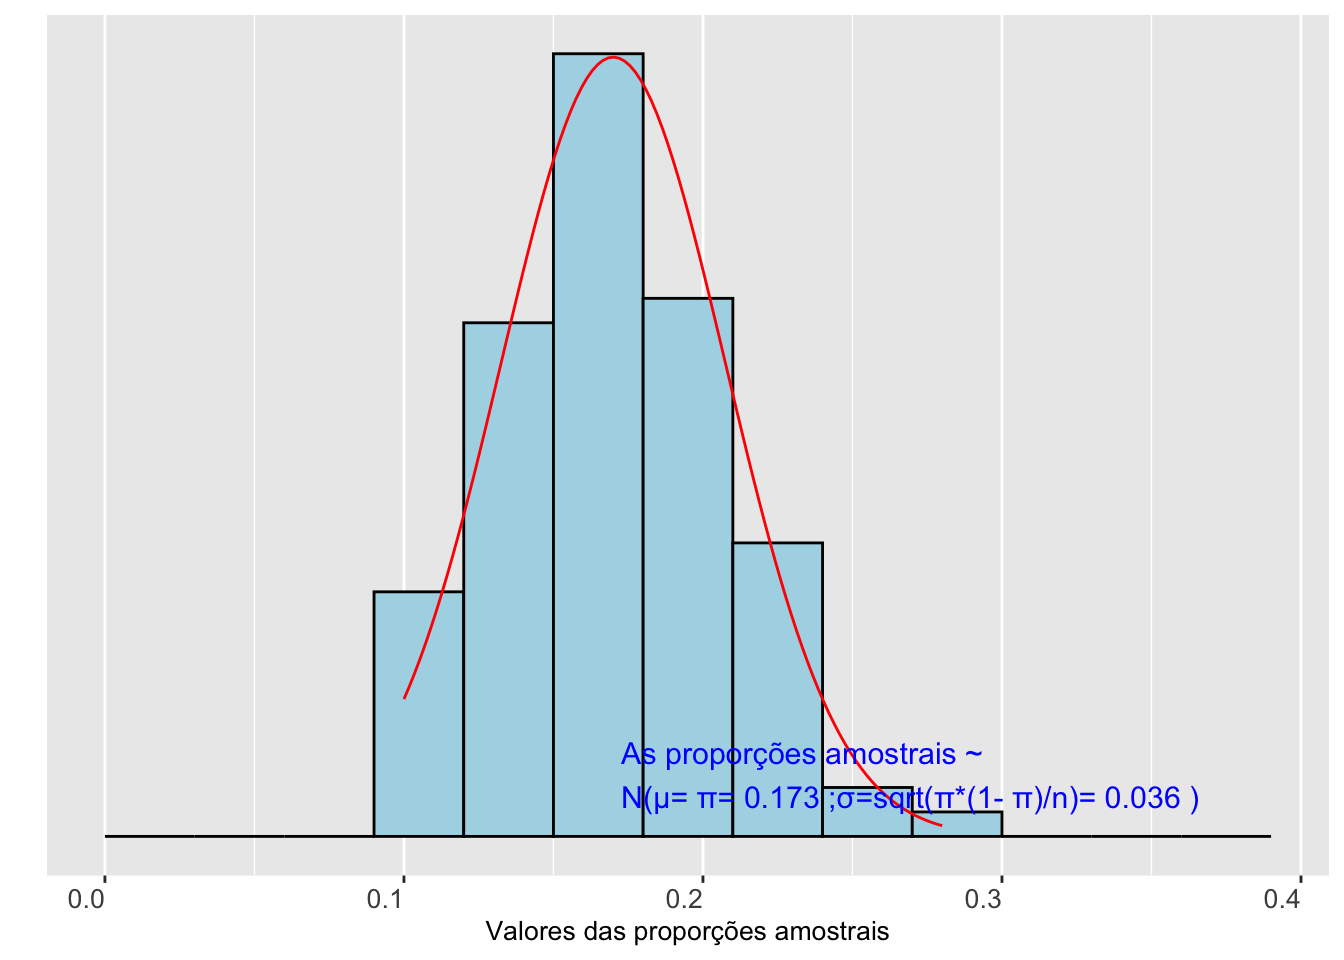 As proporções amostrais ~
N(μ= π= 0.173 ;σ=sqrt(π*(1- π)/n)= 0.036 )
0.0 0.1 0.2 0.3 0.4
Valores das proporções amostrais